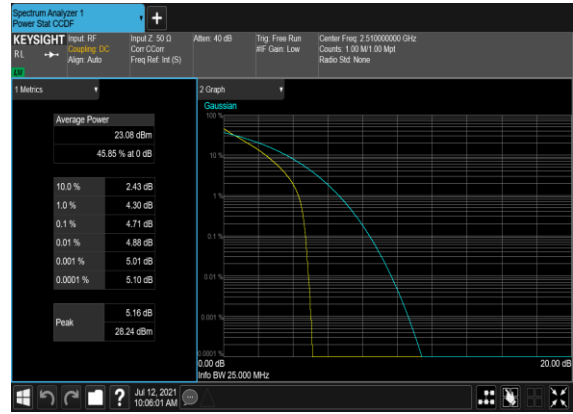 Spectrum Analyzer 1
Power Stat CCDF
KEYSIGHT
RL
LXI
Input: RF
Coupling: DC
Align: Auto
Input Z: 50 Ω
Corr CCorr
Freq Ref: Int (S)
Atten: 40 dB
Trig: Free Run
#IF Gain: Low
Center Freq: 2.510000000 GHz
Counts: 1.00 M/1.00 Mpt
Radio Std: None
1 Metrics
Average Power
23.08 dBm
45.85 % at 0 dB
10.0 % 2.43 dB
1.0 % 4.30 dB
0.1 % 4.71 dB
0.01 % 4.88 dB
0.001 % 5.01 dB
0.0001 % 5.10 dB
Peak
5.16 dB
28.24 dBm
2 Graph
Gaussian
100 %
10 %
1 %
0.1 %
0.01 %
0.001 %
0.0001 %
0.00 dB
20.00 dB
Info BW 25.000 MHz
?
Jul 12, 2021
10:06:01 AM